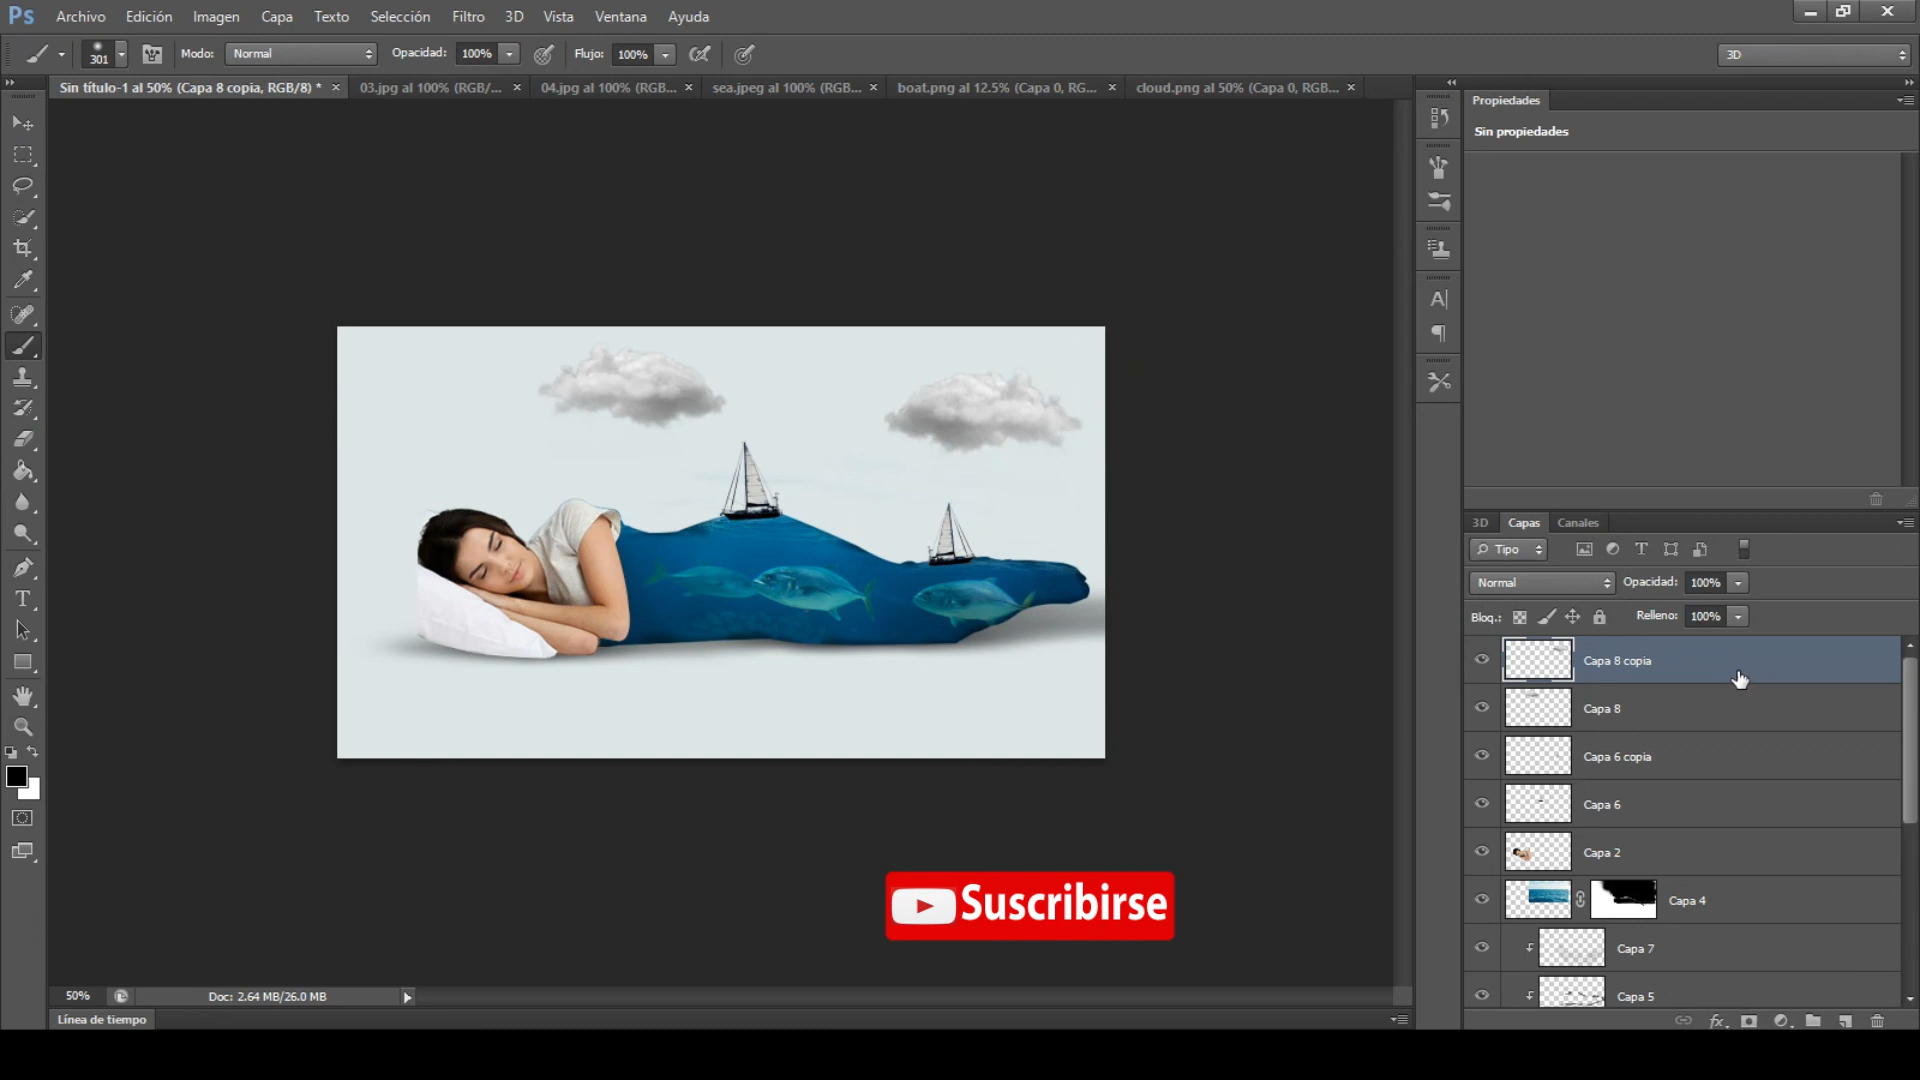 Ps Archivo Edición Imagen Capa Texto Selección Filtro 3D Vista Ventana Ayuda
301 Modo: Normal Opacidad: 100% Flujo: 100% 3D
Sin título-1 al 50% (Capa 8 copia, RGB/8) * 03.jpg al 100% (RGB/... 04.jpg al 100% (RGB... sea.jpeg al 100% (RGB... boat.png al 12.5% (Capa 0, RG... cloud.png al 50% (Capa 0, RGB...
Propiedades
Sin propiedades
3D Capas Canales
Tipo
Normal Opacidad: 100%
Bloq.: Relleno: 100%
Capa 8 copia
Capa 8
Capa 6 copia
Capa 6
Capa 2
Capa 4
Capa 7
Capa 5
Suscribirse
50% Doc: 2.64 MB/26.0 MB
Línea de tiempo